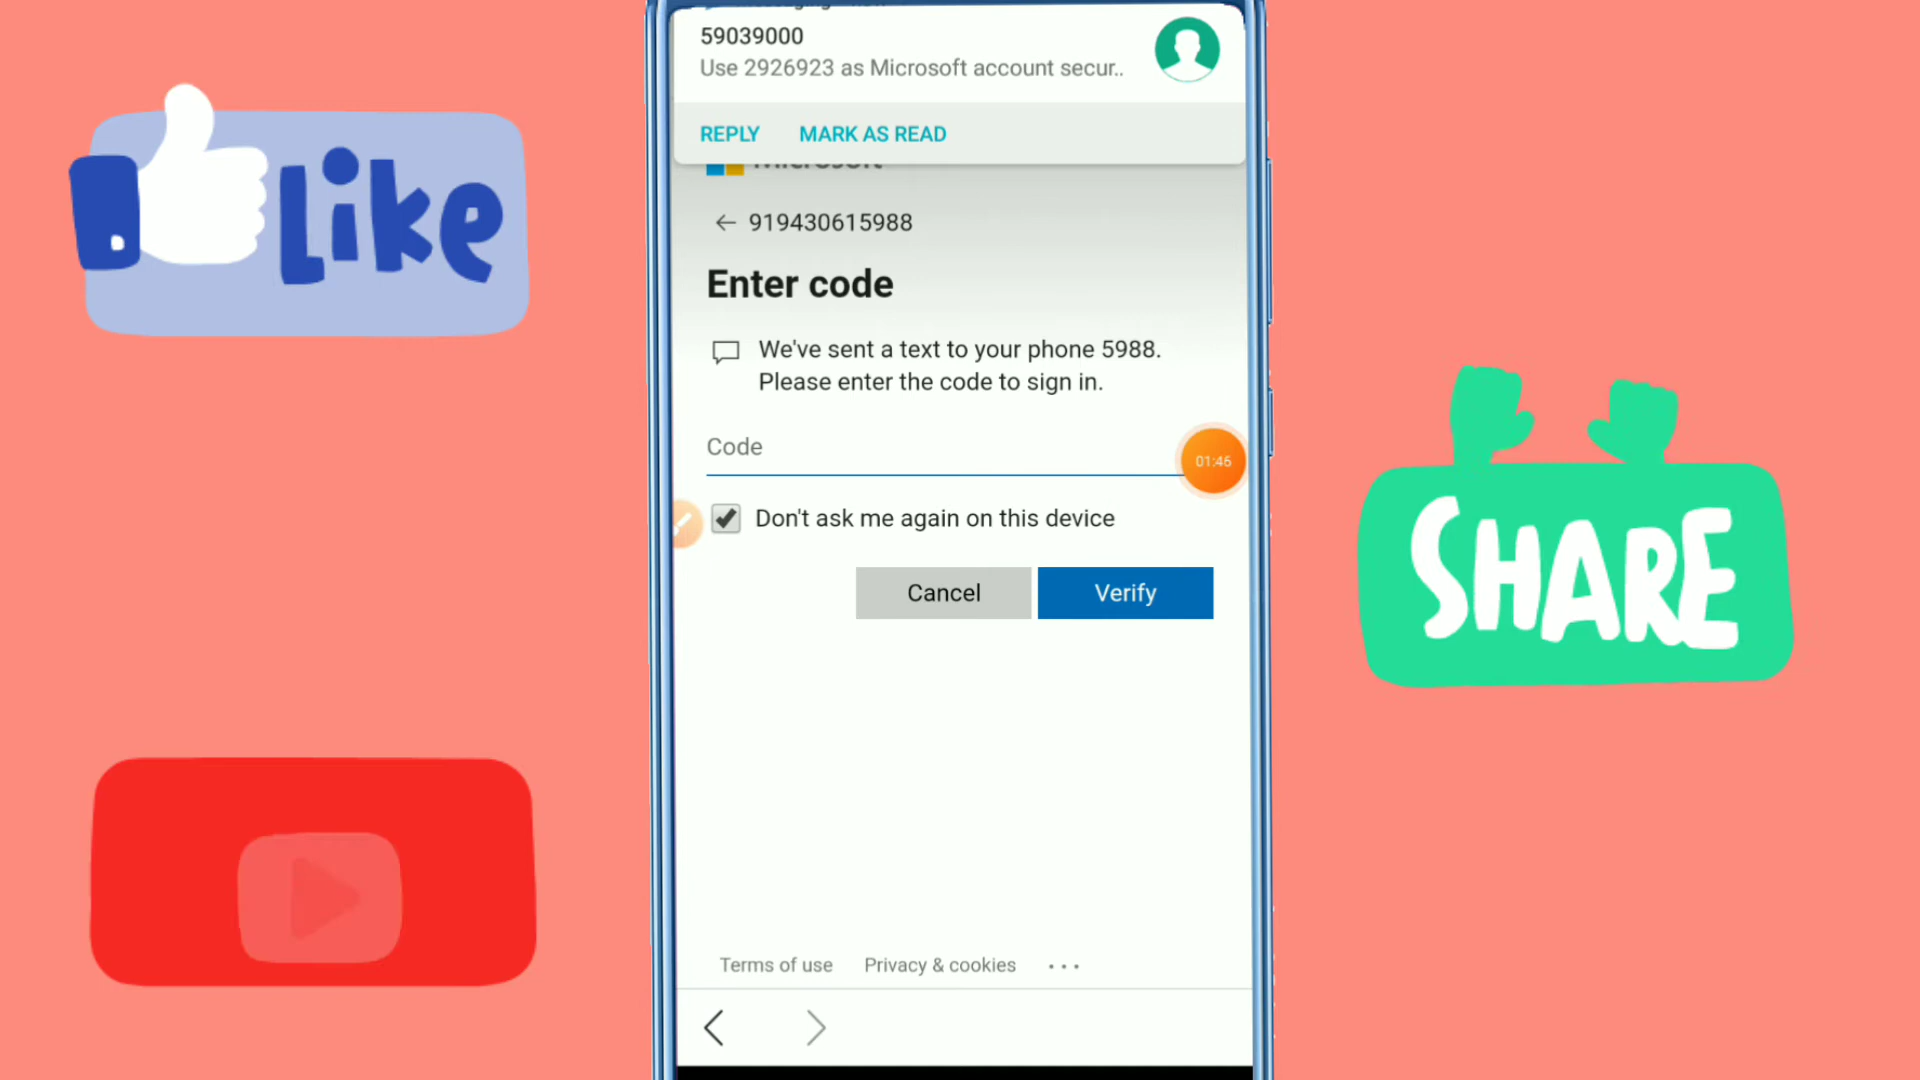 59039000
Use 2926923 as Microsoft account secur..
REPLY MARK AS READ
Microsoft
← 919430615988
Enter code
We've sent a text to your phone 5988.
Please enter the code to sign in.
Code
01:46
Don't ask me again on this device
Cancel Verify
Terms of use Privacy & cookies ...
Like
SHARE